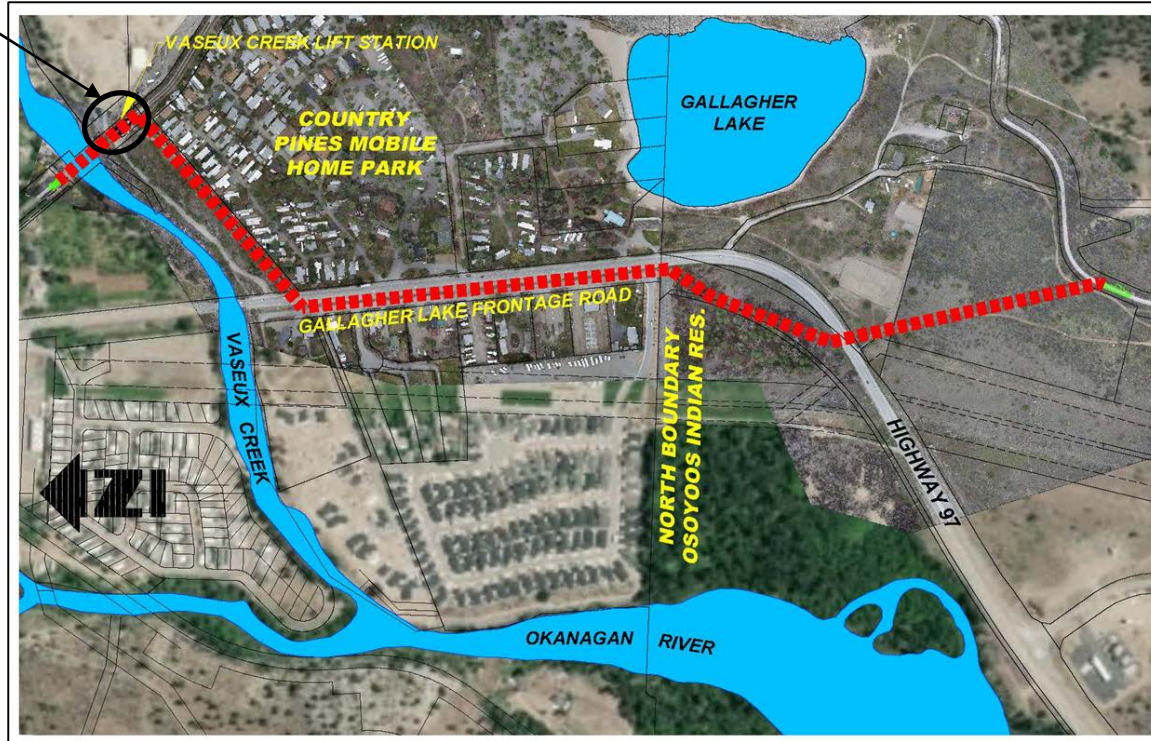 VASEUX CREEK LIFT STATION
COUNTRY
PINES MOBILE
HOME PARK
GALLAGHER
LAKE
GALLAGHER LAKE FRONTAGE ROAD
VASEUX CREEK
NORTH BOUNDARY
OSOYOOS INDIAN RES.
HIGHWAY 97
N
OKANAGAN RIVER